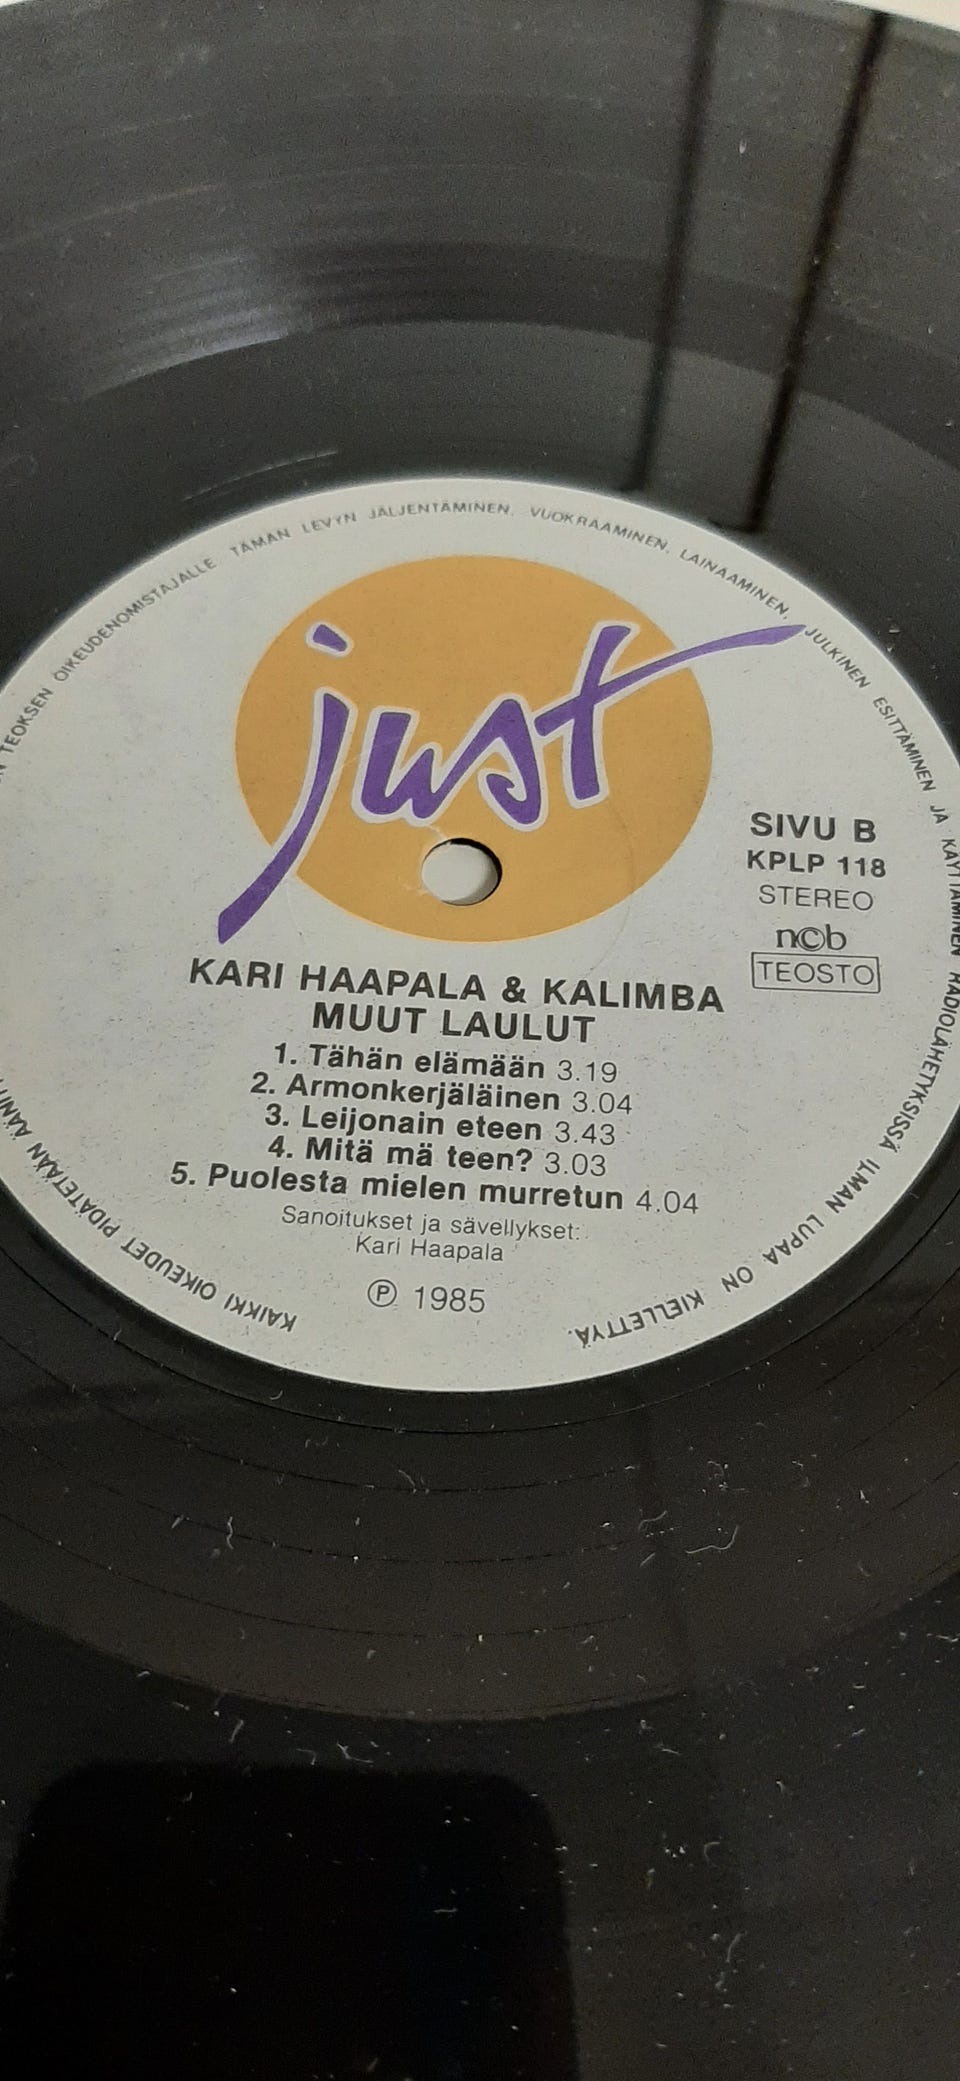 just
SIVU B
KPLP 118
STEREO
n©b
TEOSTO
KARI HAAPALA & KALIMBA
MUUT LAULUT
1. Tähän elämään 3.19
2. Armonkerjäläinen 3.04
3. Leijonain eteen 3.43
4. Mitä mä teen? 3.03
5. Puolesta mielen murretun 4.04
Sanoitukset ja sävellykset:
Kari Haapala
Ⓟ 1985
KAIKKI OIKEUDET PIDÄTETÄÄN TEOKSEN OIKEUDENOMISTAJALLE. TÄMÄN LEVYN JÄLJENTÄMINEN, VUOKRAAMINEN, LAINAAMINEN, JULKINEN ESITTÄMINEN JA KÄYTTÄMINEN RADIOLÄHETYKSISSÄ ILMAN LUPAA ON KIELLETTYÄ.